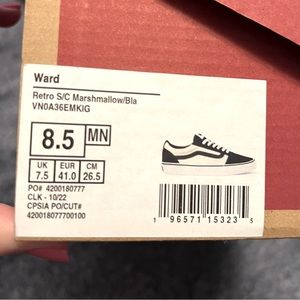 Ward
Retro S/C Marshmallow/Bla
VN0A36EMKIG
8.5 MN
UK EUR CM
7.5 41.0 26.5
PO# 4200180777
CLK - 10/22
CPSIA PO/CUT#
420018077700100
1 96571 15323 5